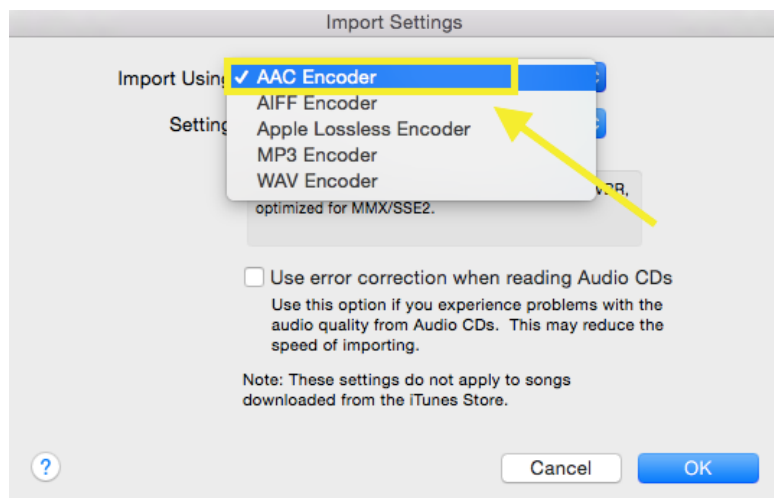 Import Settings
Import Using
✓ AAC Encoder
AIFF Encoder
Setting
Apple Lossless Encoder
MP3 Encoder
WAV Encoder
VBR,
optimized for MMX/SSE2.
Use error correction when reading Audio CDs
Use this option if you experience problems with the
audio quality from Audio CDs. This may reduce the
speed of importing.
Note: These settings do not apply to songs
downloaded from the iTunes Store.
?
Cancel
OK